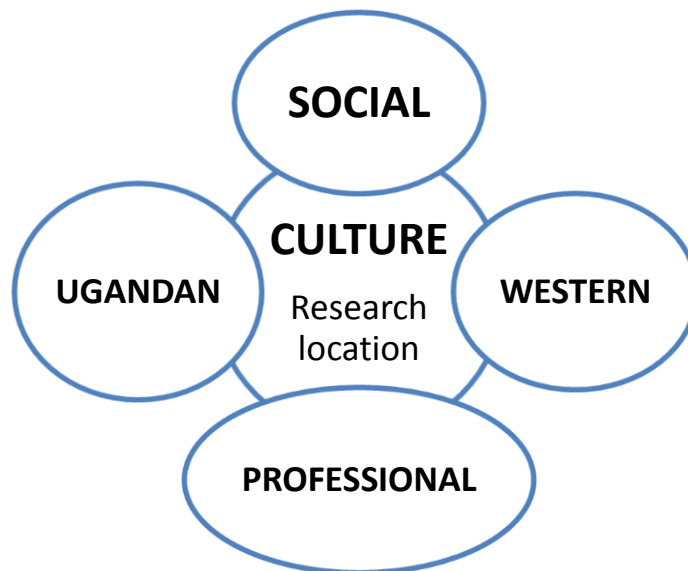 SOCIAL
CULTURE
UGANDAN
Research
location
WESTERN
PROFESSIONAL